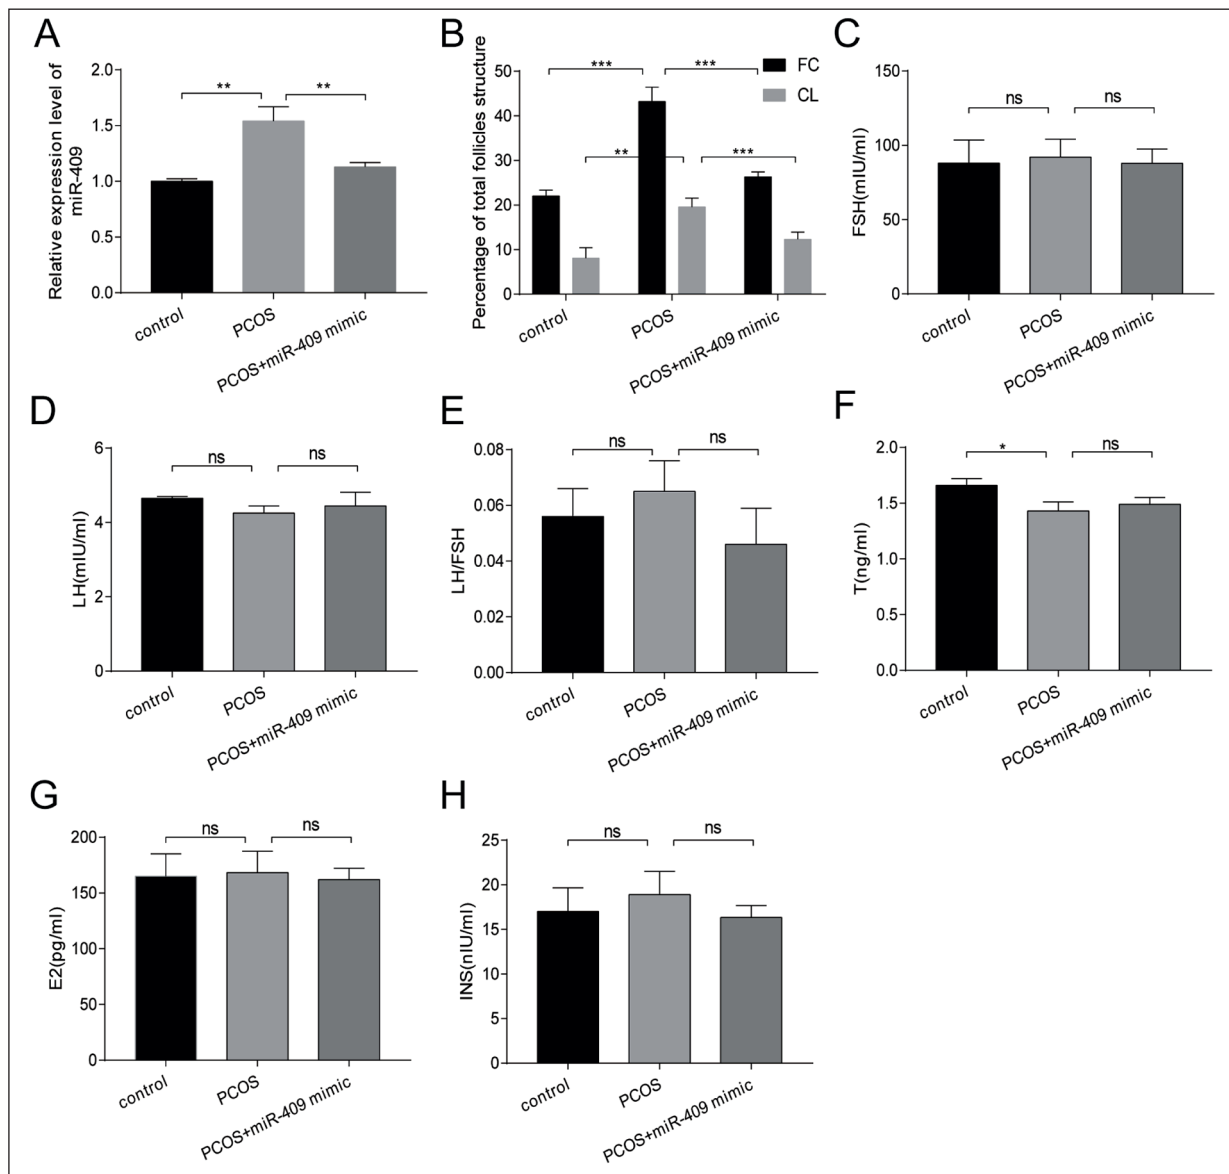 A
Relative expression level of
miR-409
2.0
1.5
1.0
0.5
0.0
**
**
control
PCOS
PCOS+miR-409 mimic
B
Percentage of total follicles structure
50
40
30
20
10
0
***
***
**
***
FC
CL
control
PCOS
PCOS+miR-409 mimic
C
FSH(mIU/ml)
150
100
50
0
ns
ns
control
PCOS
PCOS+miR-409 mimic
D
LH(mIU/ml)
6
4
2
0
ns
ns
control
PCOS
PCOS+miR-409 mimic
E
LH/FSH
0.08
0.06
0.04
0.02
0.00
ns
ns
control
PCOS
PCOS+miR-409 mimic
F
T(ng/ml)
2.0
1.5
1.0
0.5
0.0
*
ns
control
PCOS
PCOS+miR-409 mimic
G
E2(pg/ml)
200
150
100
50
0
ns
ns
control
PCOS
PCOS+miR-409 mimic
H
INS(nIU/ml)
25
20
15
10
5
0
ns
ns
control
PCOS
PCOS+miR-409 mimic